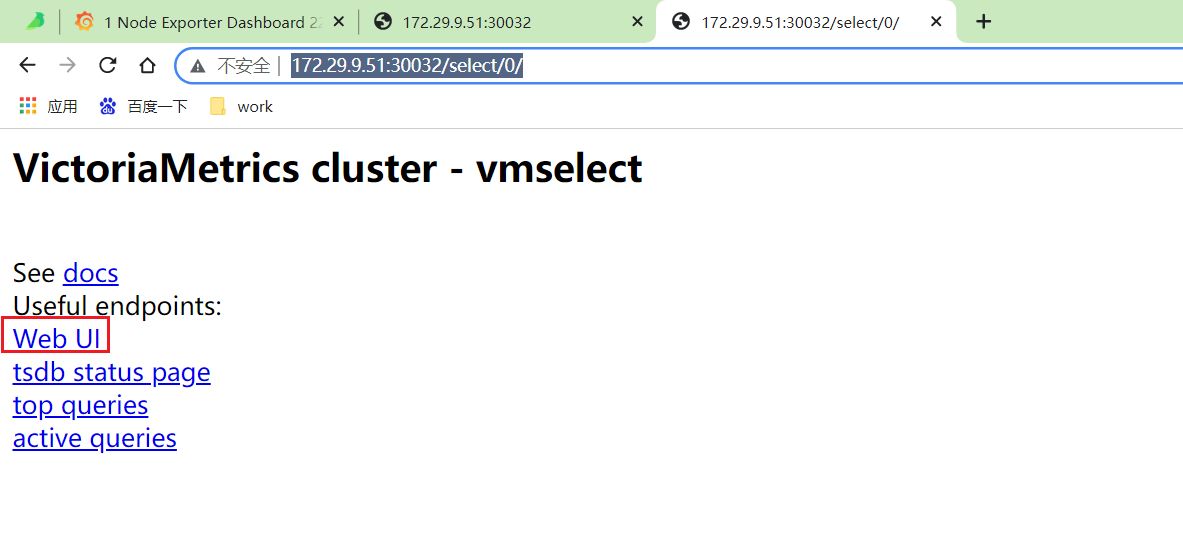 1 Node Exporter Dashboard 22
172.29.9.51:30032
172.29.9.51:30032/select/0/
不安全 | 172.29.9.51:30032/select/0/
应用
百度一下
work
VictoriaMetrics cluster - vmselect
See docs
Useful endpoints:
Web UI
tsdb status page
top queries
active queries